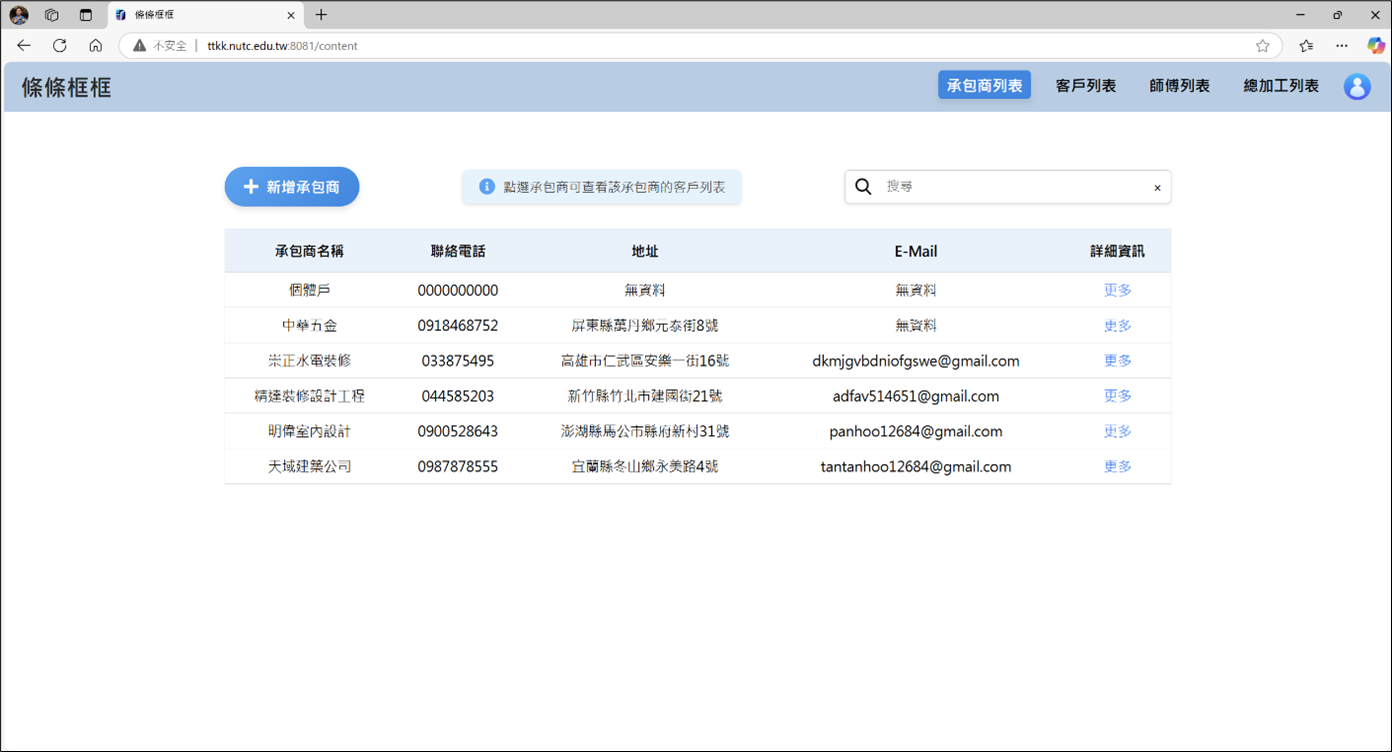 條條框框
不安全 ttkk.nutc.edu.tw:8081/content
條條框框 承包商列表 客戶列表 師傅列表 總加工列表
新增承包商 點選承包商可查看該承包商的客戶列表 搜尋
承包商名稱 聯絡電話 地址 E-Mail 詳細資訊
個體戶 0000000000 無資料 無資料 更多
中華五金 0918468752 屏東縣萬丹鄉元泰街8號 無資料 更多
崇正水電裝修 033875495 高雄市仁武區安樂一街16號 dkmjgvbdniofgswe@gmail.com 更多
精達裝修設計工程 044585203 新竹縣竹北市建國街21號 adfav514651@gmail.com 更多
明偉室內設計 0900528643 澎湖縣馬公市縣府新村31號 panhoo12684@gmail.com 更多
天域建築公司 0987878555 宜蘭縣冬山鄉永美路4號 tantanhoo12684@gmail.com 更多